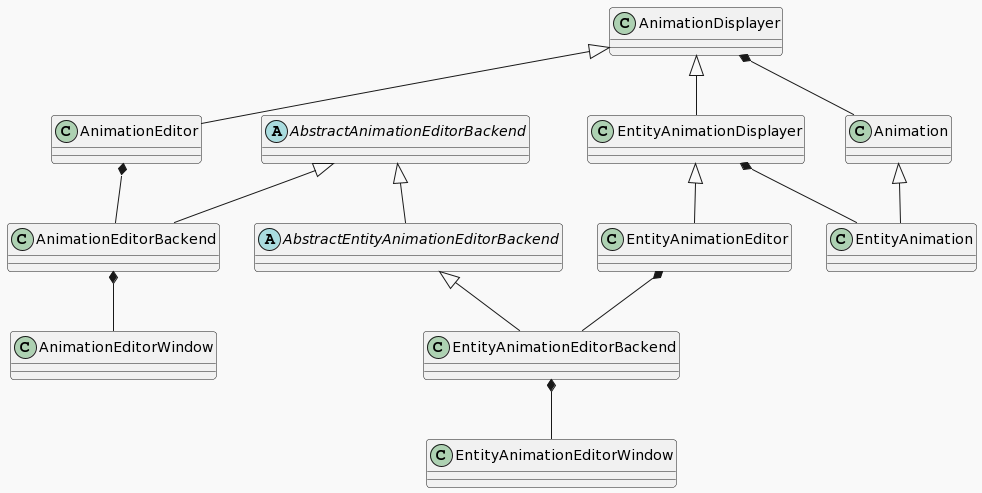 C AnimationDisplayer
C AnimationEditor
A AbstractAnimationEditorBackend
C EntityAnimationDisplayer
C Animation
C AnimationEditorBackend
A AbstractEntityAnimationEditorBackend
C EntityAnimationEditor
C EntityAnimation
C AnimationEditorWindow
C EntityAnimationEditorBackend
C EntityAnimationEditorWindow